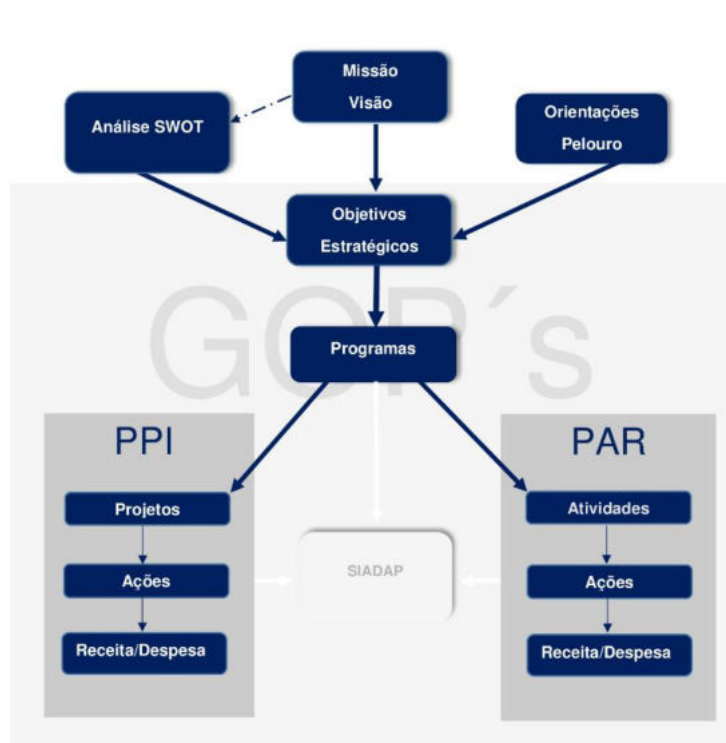 Missão
Visão
Análise SWOT
Orientações
Pelouro
Objetivos
Estratégicos
GOP´s
Programas
PPI
PAR
Projetos
Atividades
SIADAP
Ações
Ações
Receita/Despesa
Receita/Despesa